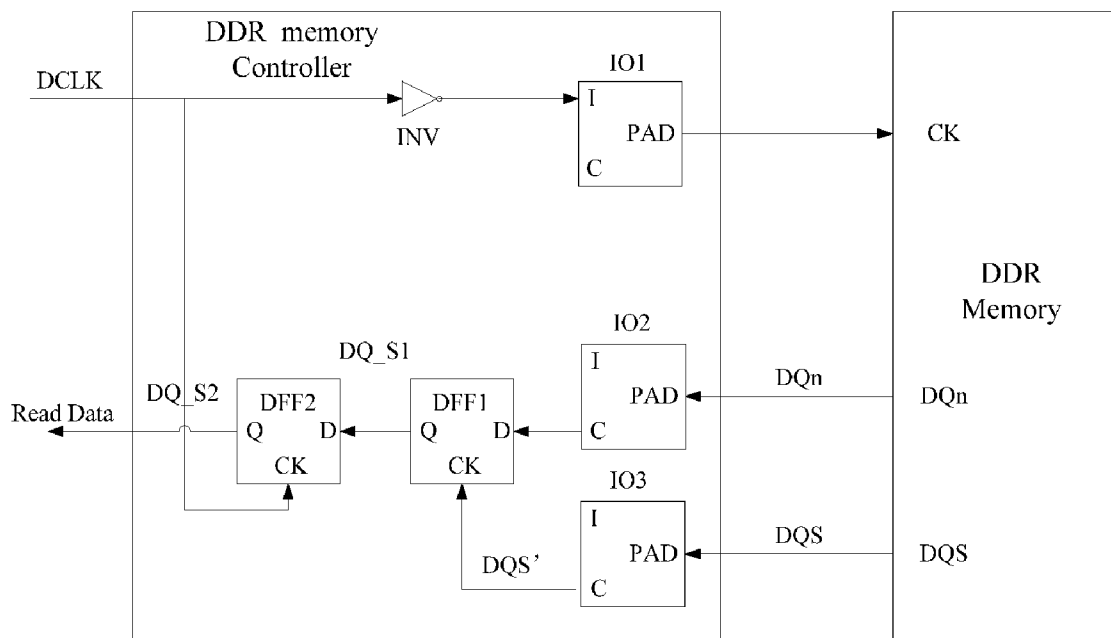 DDR memory
Controller
DCLK
INV
IO1
I
PAD
C
CK
DDR
Memory
IO2
I
PAD
C
DQn
DQn
DQ_S1
DQ_S2
Read Data
DFF2
Q D
CK
DFF1
Q D
CK
IO3
I
PAD
C
DQS
DQS
DQS’